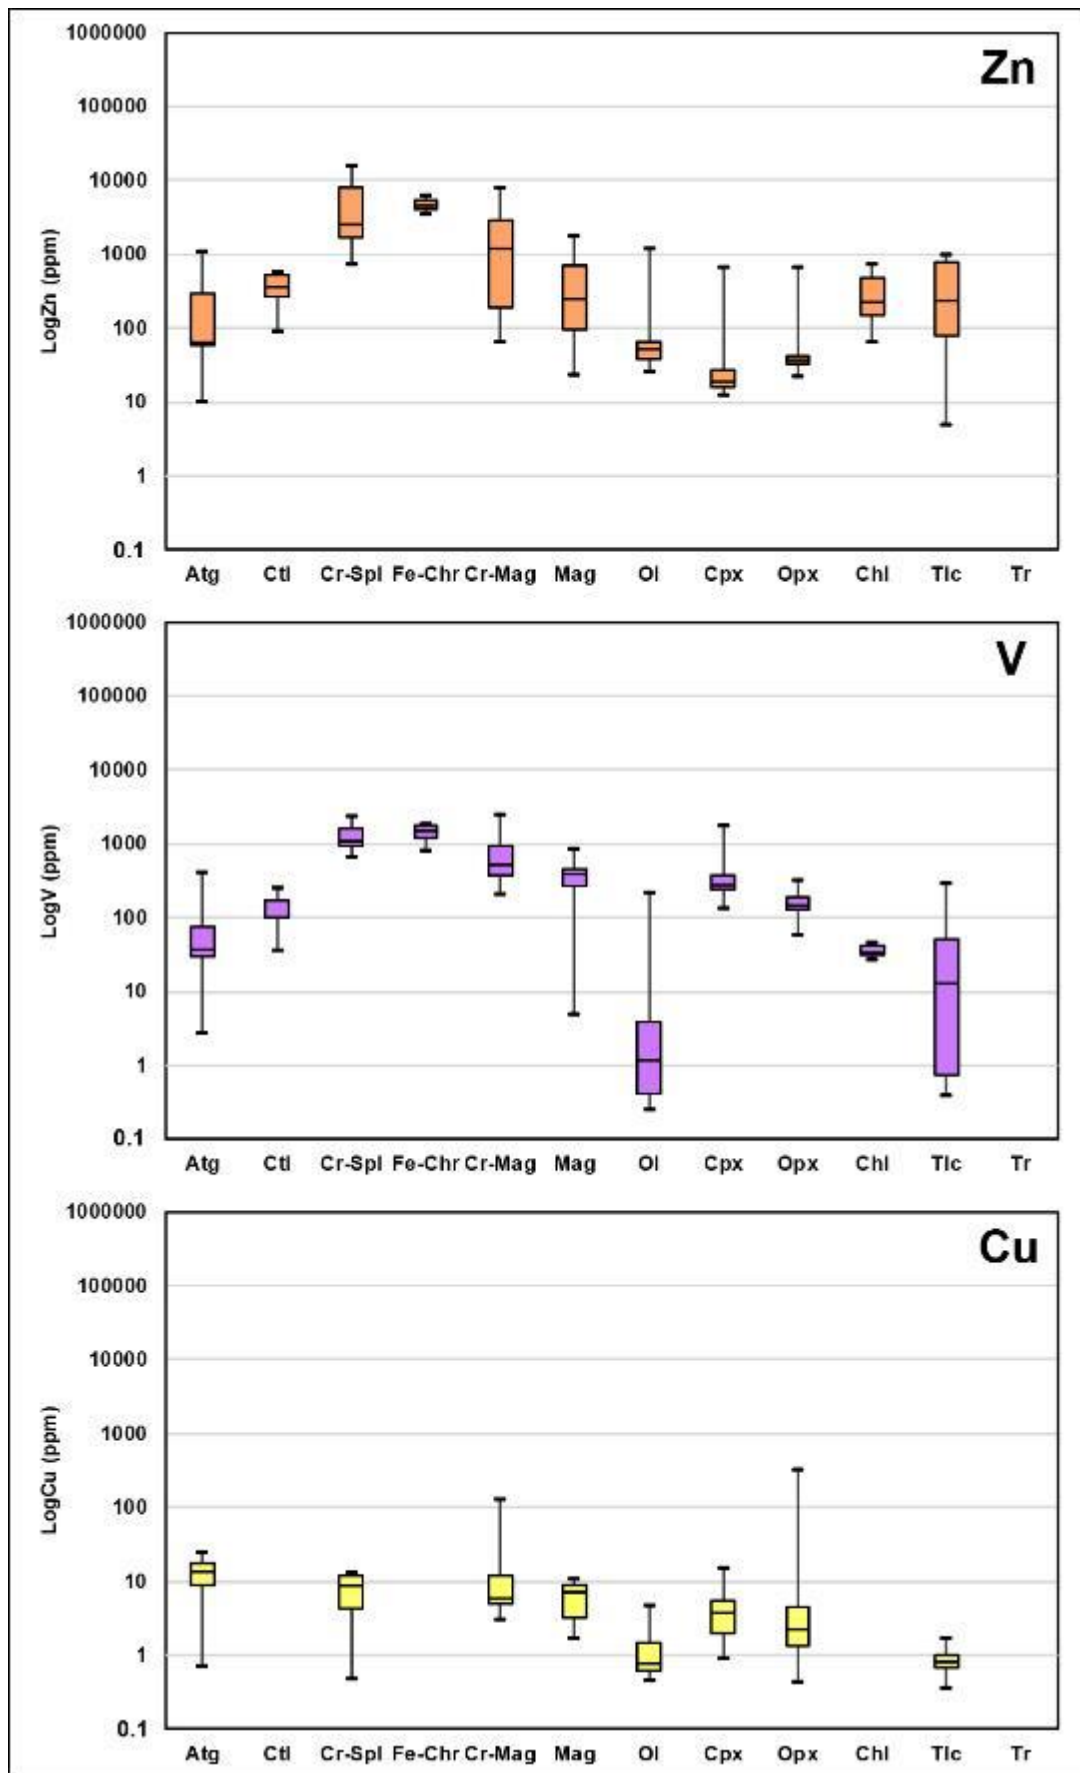 Zn
1000000
100000
10000
1000
100
10
1
0.1
LogZn (ppm)
Atg Ctl Cr-Spl Fe-Chr Cr-Mag Mag Ol Cpx Opx Chl Tlc Tr
V
1000000
100000
10000
1000
100
10
1
0.1
LogV (ppm)
Atg Ctl Cr-Spl Fe-Chr Cr-Mag Mag Ol Cpx Opx Chl Tlc Tr
Cu
1000000
100000
10000
1000
100
10
1
0.1
LogCu (ppm)
Atg Ctl Cr-Spl Fe-Chr Cr-Mag Mag Ol Cpx Opx Chl Tlc Tr